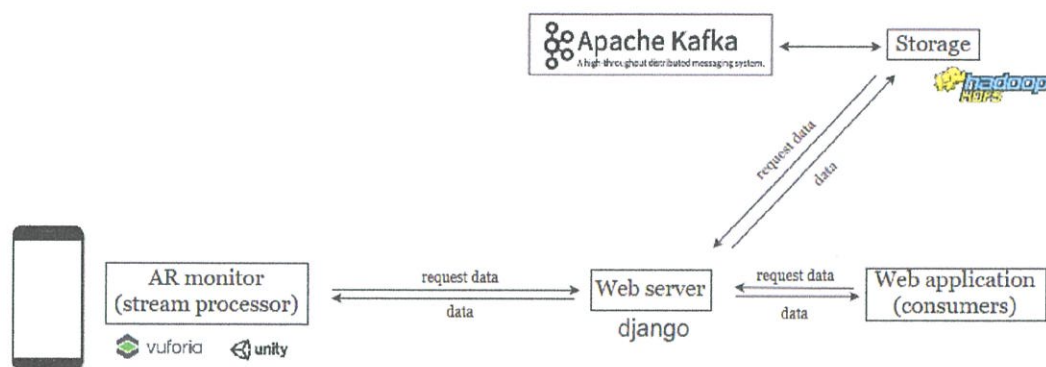 Apache Kafka
A high-throughput distributed messaging system.
Storage
hadoop
HDFS
request data
data
AR monitor
(stream processor)
vuforia
unity
request data
data
Web server
django
request data
data
Web application
(consumers)